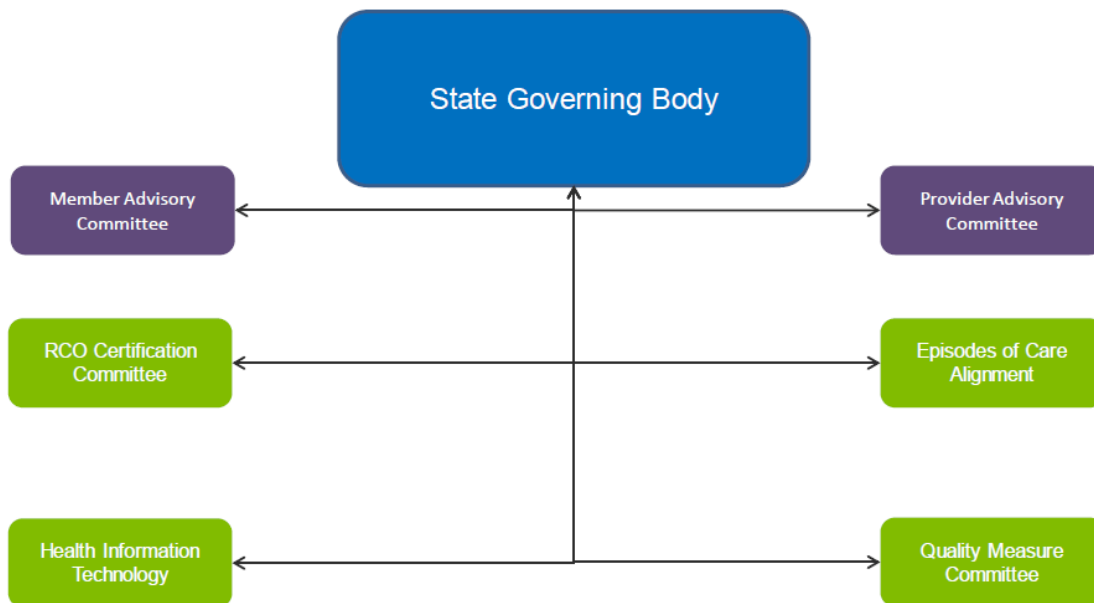 State Governing Body
Member Advisory
Committee
Provider Advisory
Committee
RCO Certification
Committee
Episodes of Care
Alignment
Health Information
Technology
Quality Measure
Committee